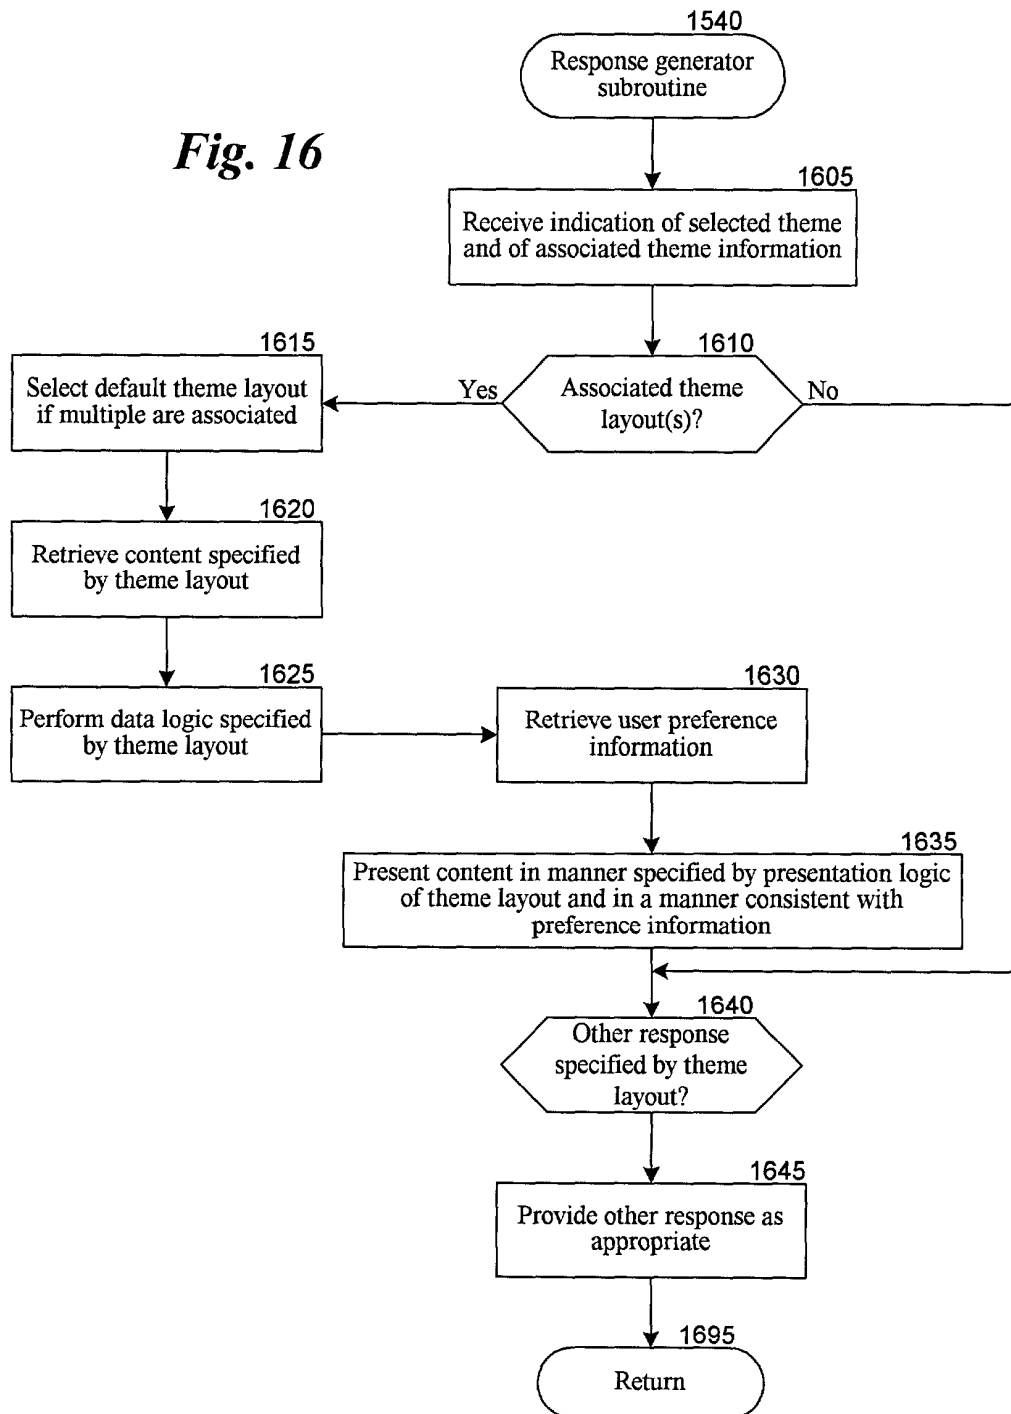 1540
Response generator
subroutine
Fig. 16
1605
Receive indication of selected theme
and of associated theme information
1610
Associated theme
layout(s)?
Yes
No
1615
Select default theme layout
if multiple are associated
1620
Retrieve content specified
by theme layout
1625
Perform data logic specified
by theme layout
1630
Retrieve user preference
information
1635
Present content in manner specified by presentation logic
of theme layout and in a manner consistent with
preference information
1640
Other response
specified by theme
layout?
1645
Provide other response as
appropriate
1695
Return